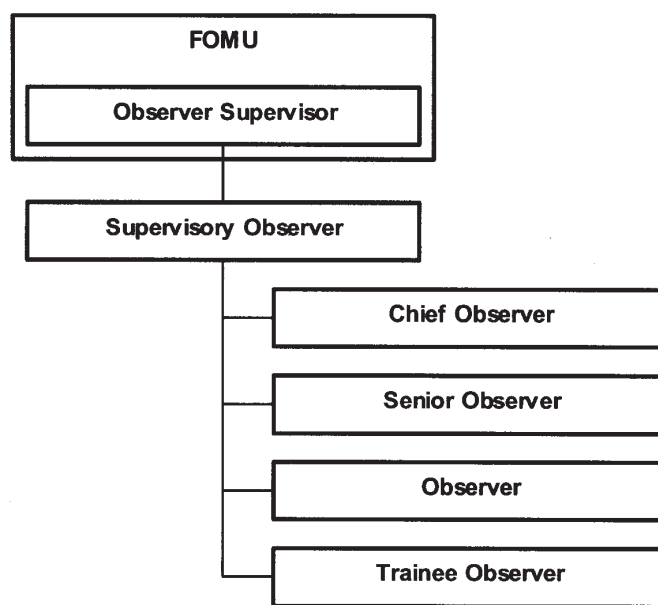 FOMU
Observer Supervisor
Supervisory Observer
Chief Observer
Senior Observer
Observer
Trainee Observer